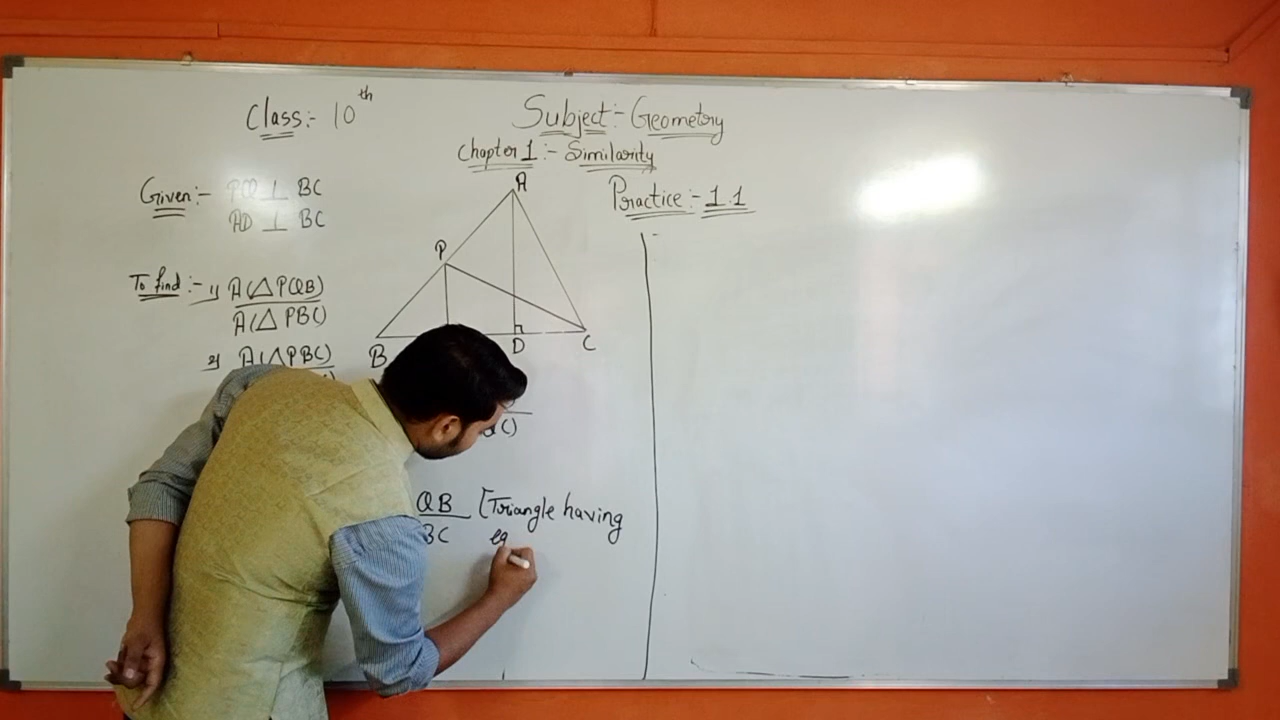 Class:- 10th
Subject:- Geometry
Chapter 1:- Similarity
Practice:- 1.1
Given:- PQ ⊥ BC
AD ⊥ BC
A
P
B
D
C
To find:- 1) A(△PQB)
A(△PBC)
2) A(△PBC)
C)
QB [Triangle having
BC eq